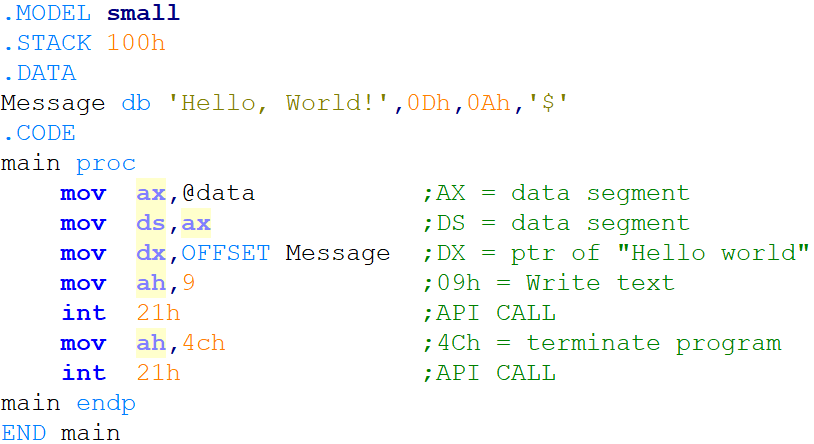 .MODEL small
.STACK 100h
.DATA
Message db 'Hello, World!',0Dh,0Ah,'$'
.CODE
main proc
    mov  ax,@data           ;AX = data segment
    mov  ds,ax              ;DS = data segment
    mov  dx,OFFSET Message  ;DX = ptr of "Hello world"
    mov  ah,9               ;09h = Write text
    int  21h                ;API CALL
    mov  ah,4ch             ;4Ch = terminate program
    int  21h                ;API CALL
main endp
END main